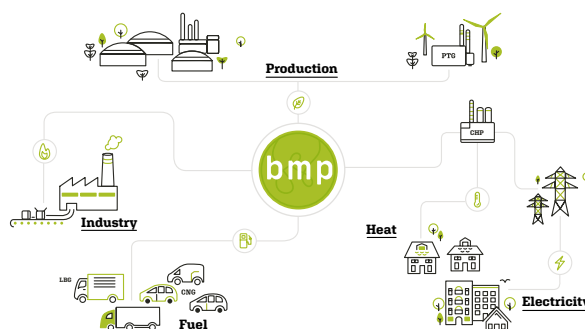 PTG
Production
CHP
bmp
Industry
Heat
LBG
CNG
Fuel
Electricity